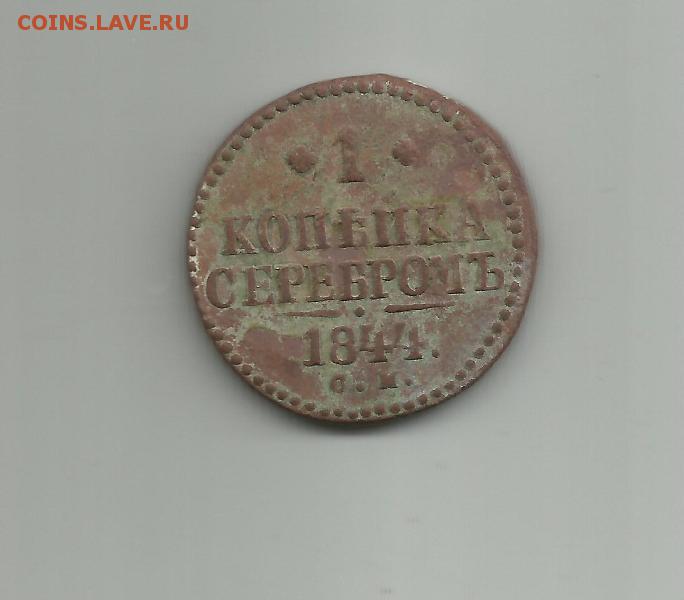 COINS.LAVE.RU
1
КОПѢЙКА
СЕРЕБРОМЪ
1844.
С. М.